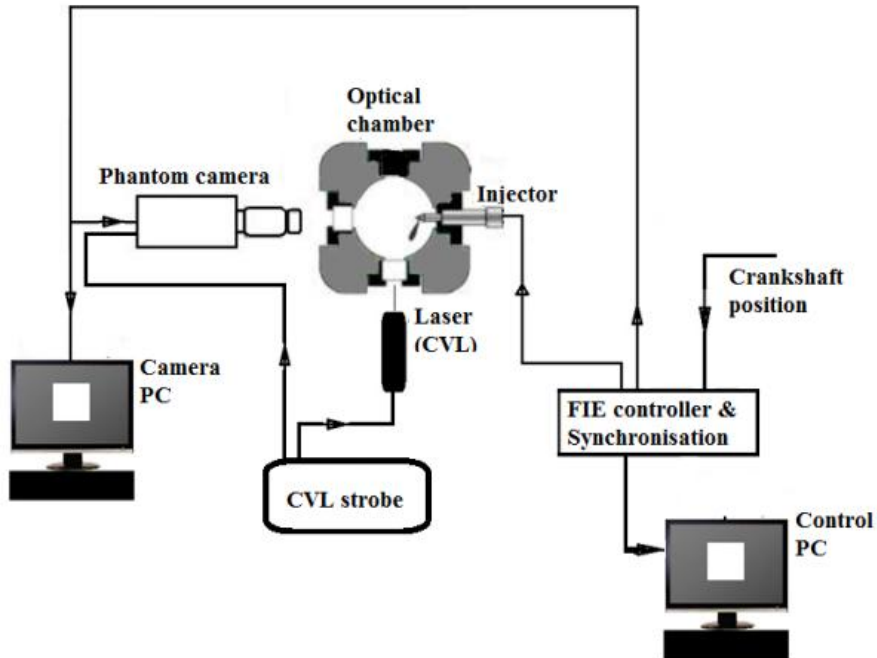 Optical
chamber
Phantom camera
Injector
Crankshaft
position
Laser
(CVL)
Camera
PC
FIE controller &
Synchronisation
CVL strobe
Control
PC